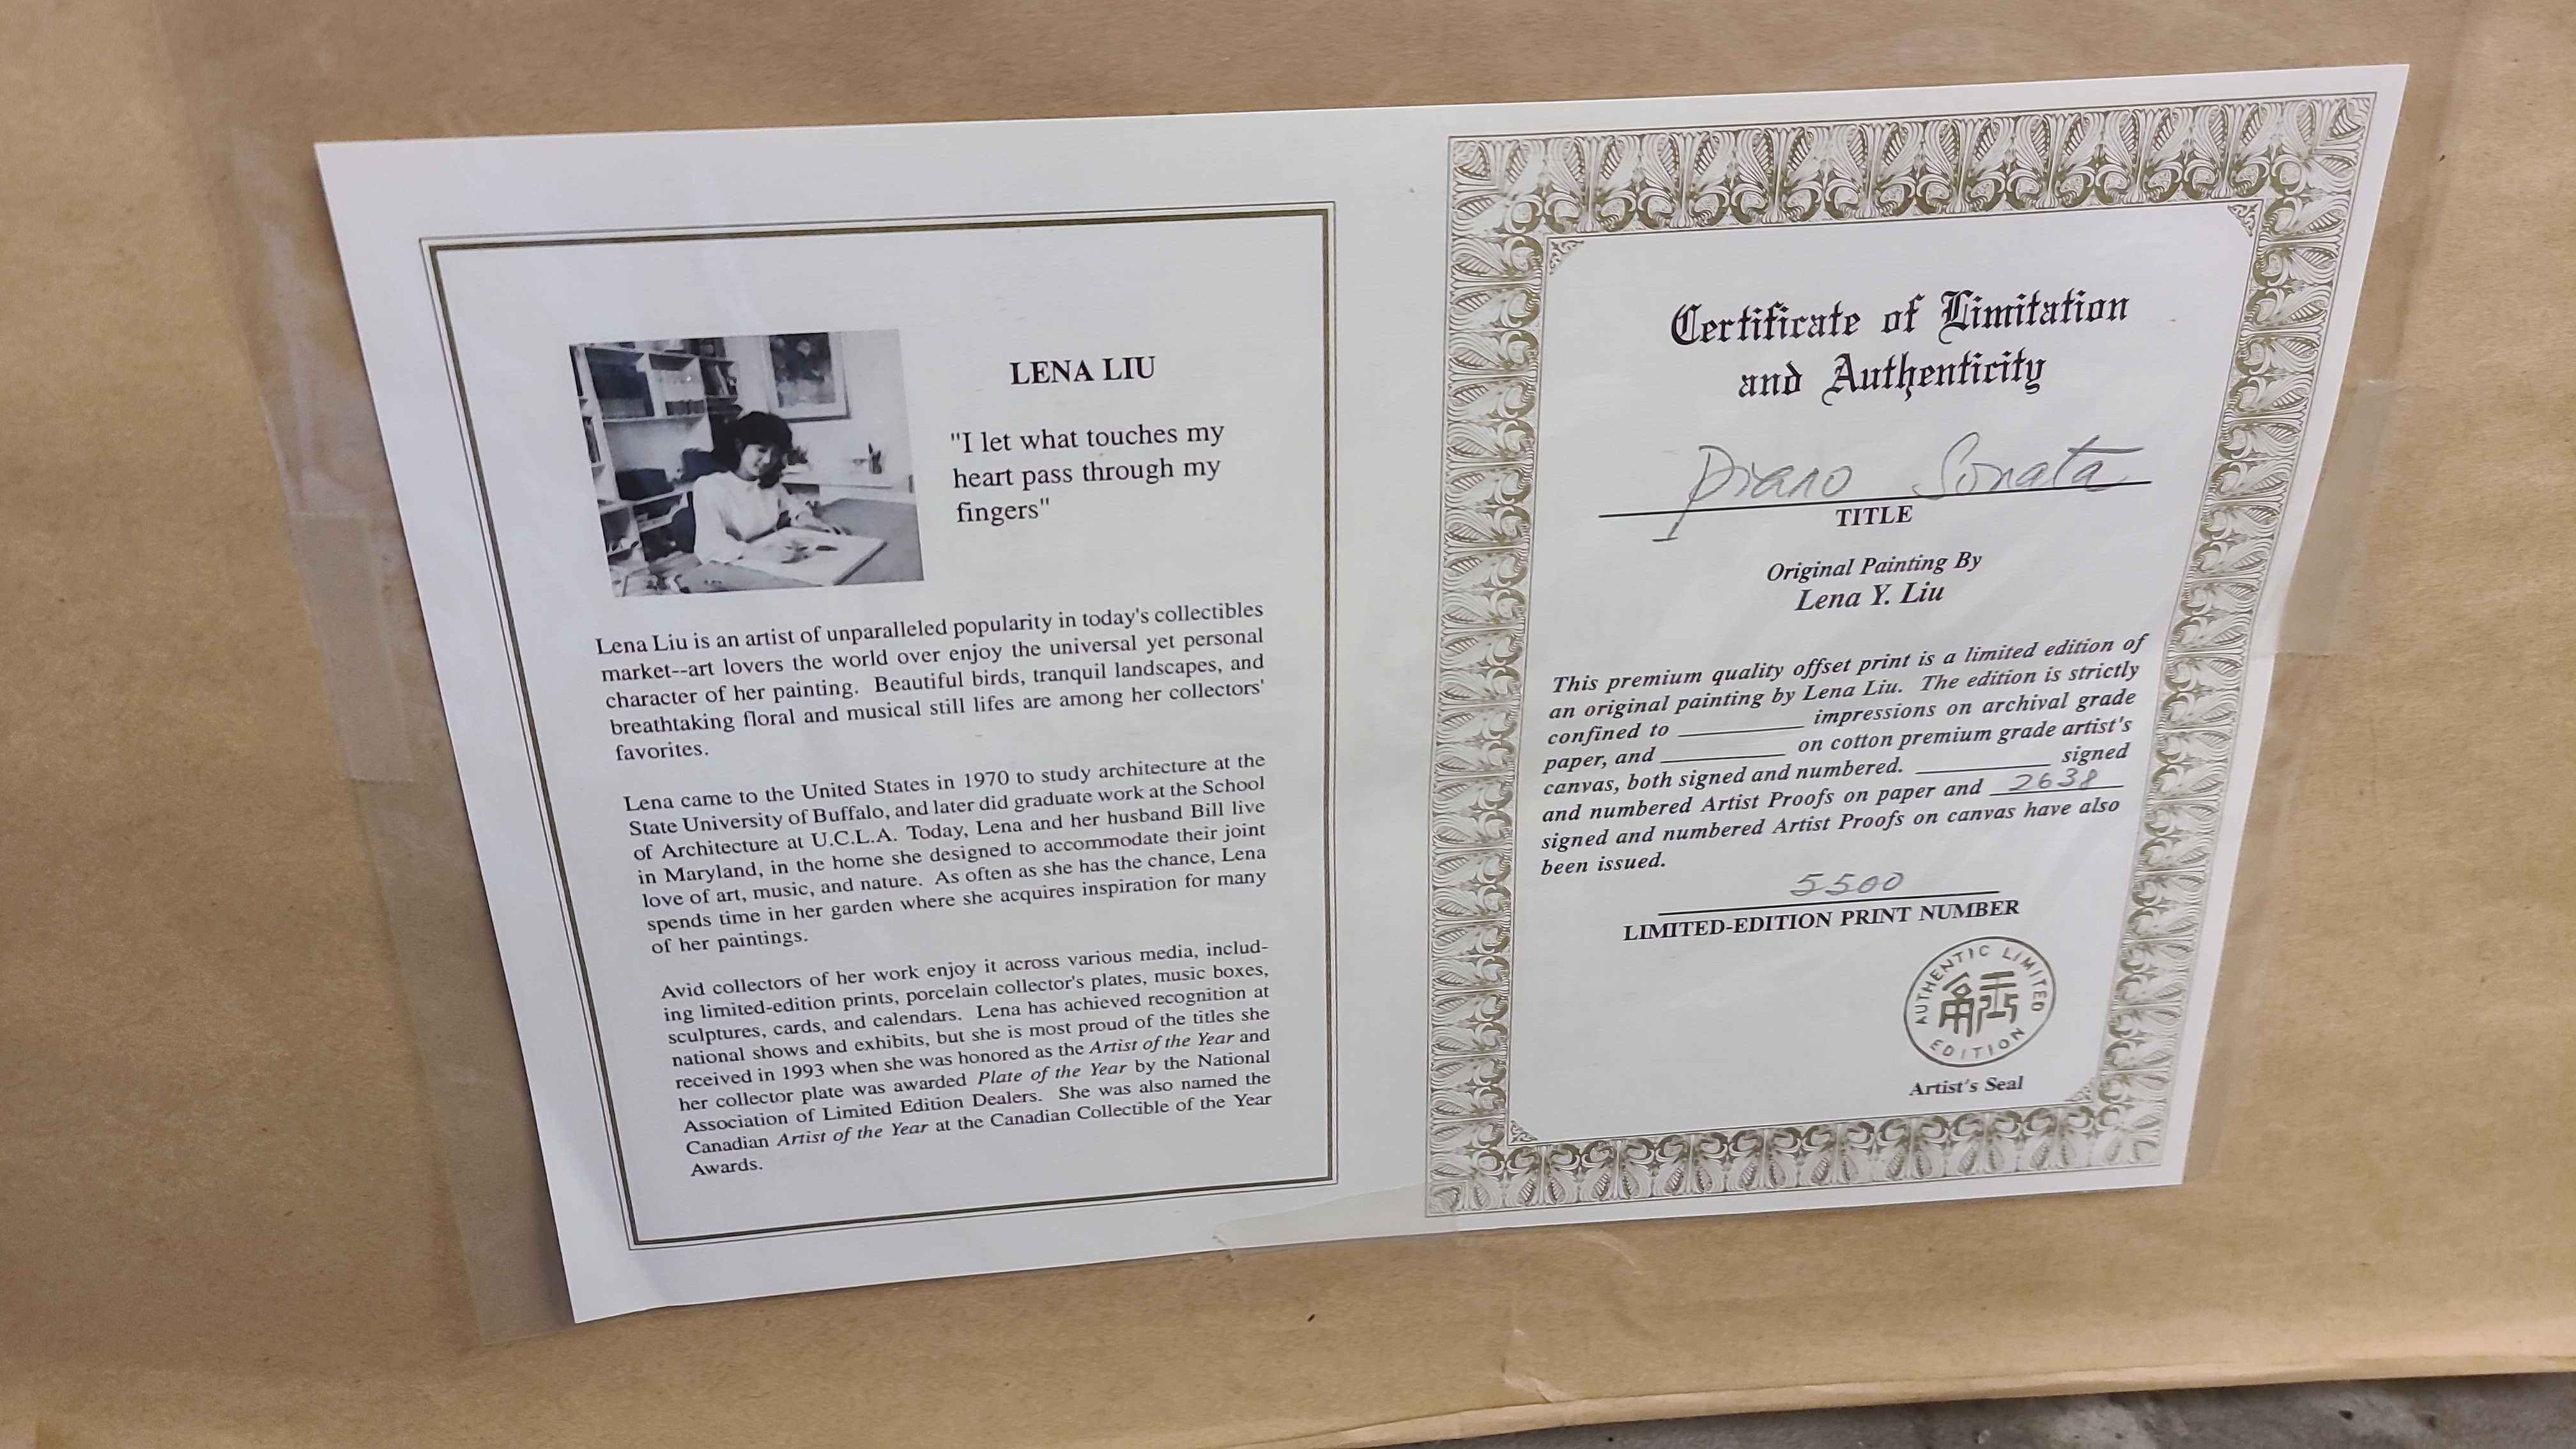 LENA LIU
"I let what touches my
heart pass through my
fingers"
Lena Liu is an artist of unparalleled popularity in today's collectibles
market--art lovers the world over enjoy the universal yet personal
character of her painting. Beautiful birds, tranquil landscapes, and
breathtaking floral and musical still lifes are among her collectors'
favorites.
Lena came to the United States in 1970 to study architecture at the
State University of Buffalo, and later did graduate work at the School
of Architecture at U.C.L.A. Today, Lena and her husband Bill live
in Maryland, in the home she designed to accommodate their joint
love of art, music, and nature. As often as she has the chance, Lena
spends time in her garden where she acquires inspiration for many
of her paintings.
Avid collectors of her work enjoy it across various media, includ-
ing limited-edition prints, porcelain collector's plates, music boxes,
sculptures, cards, and calendars. Lena has achieved recognition at
national shows and exhibits, but she is most proud of the titles she
received in 1993 when she was honored as the Artist of the Year and
her collector plate was awarded Plate of the Year by the National
Association of Limited Edition Dealers. She was also named the
Canadian Artist of the Year at the Canadian Collectible of the Year
Awards.
Certificate of Limitation
and Authenticity
Piano Sonata
TITLE
Original Painting By
Lena Y. Liu
This premium quality offset print is a limited edition of
an original painting by Lena Liu. The edition is strictly
confined to ________ impressions on archival grade
paper, and ________ on cotton premium grade artist's
canvas, both signed and numbered. ________ signed
and numbered Artist Proofs on paper and 2638
signed and numbered Artist Proofs on canvas have also
been issued.
5500
LIMITED-EDITION PRINT NUMBER
AUTHENTIC LIMITED
EDITION
Artist's Seal